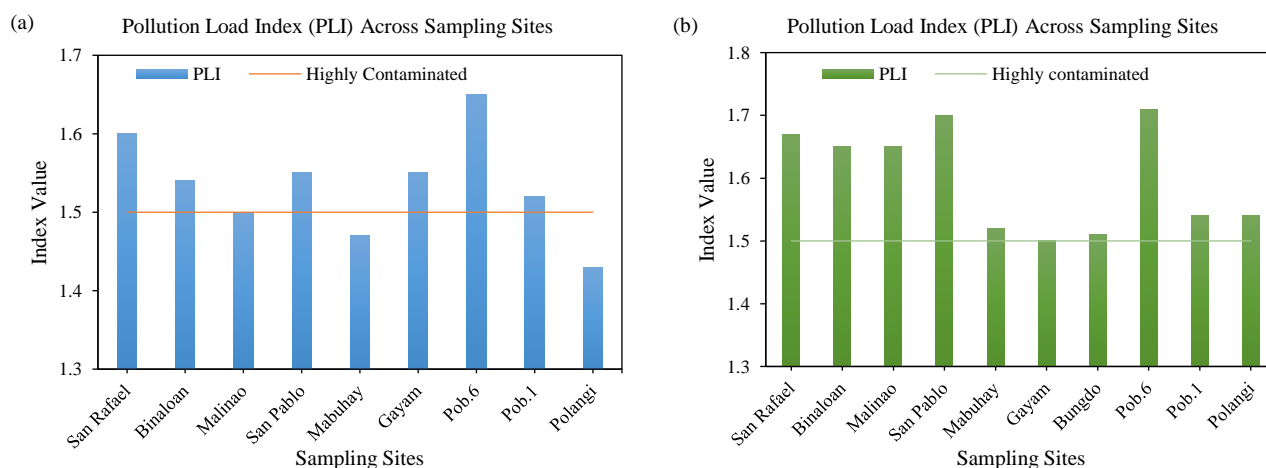 (a)
Pollution Load Index (PLI) Across Sampling Sites
1.7
1.6
1.5
1.4
1.3
Index Value
PLI
Highly Contaminated
San Rafael
Binaloan
Malinao
San Pablo
Mabuhay
Gayam
Pob.6
Pob.1
Polangi
Sampling Sites
(b)
Pollution Load Index (PLI) Across Sampling Sites
1.8
1.7
1.6
1.5
1.4
1.3
Index Value
PLI
Highly contaminated
San Rafael
Binaloan
Malinao
San Pablo
Mabuhay
Gayam
Bungdo
Pob.6
Pob.1
Polangi
Sampling Sites